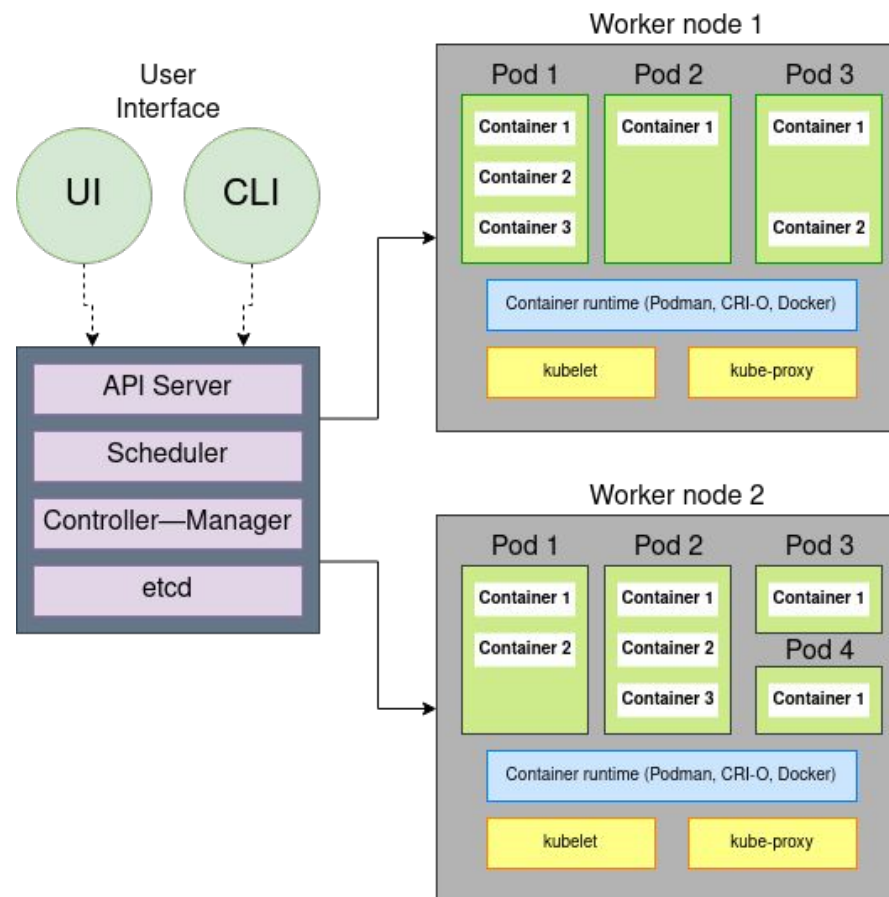 User
Interface
UI
CLI
API Server
Scheduler
Controller—Manager
etcd
Worker node 1
Pod 1
Container 1
Container 2
Container 3
Pod 2
Container 1
Pod 3
Container 1
Container 2
Container runtime (Podman, CRI-O, Docker)
kubelet
kube-proxy
Worker node 2
Pod 1
Container 1
Container 2
Pod 2
Container 1
Container 2
Container 3
Pod 3
Container 1
Pod 4
Container 1
Container runtime (Podman, CRI-O, Docker)
kubelet
kube-proxy